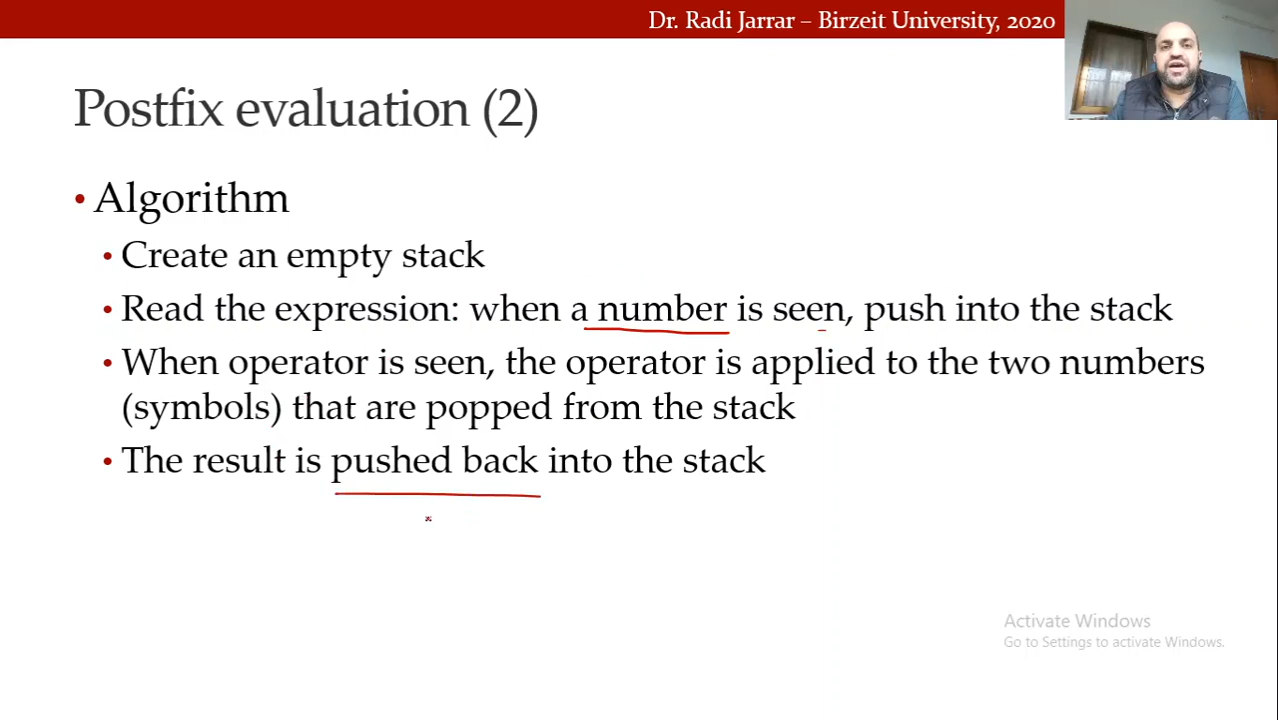 Dr. Radi Jarrar – Birzeit University, 2020
Postfix evaluation (2)
• Algorithm
• Create an empty stack
• Read the expression: when a number is seen, push into the stack
• When operator is seen, the operator is applied to the two numbers
(symbols) that are popped from the stack
• The result is pushed back into the stack
Activate Windows
Go to Settings to activate Windows.